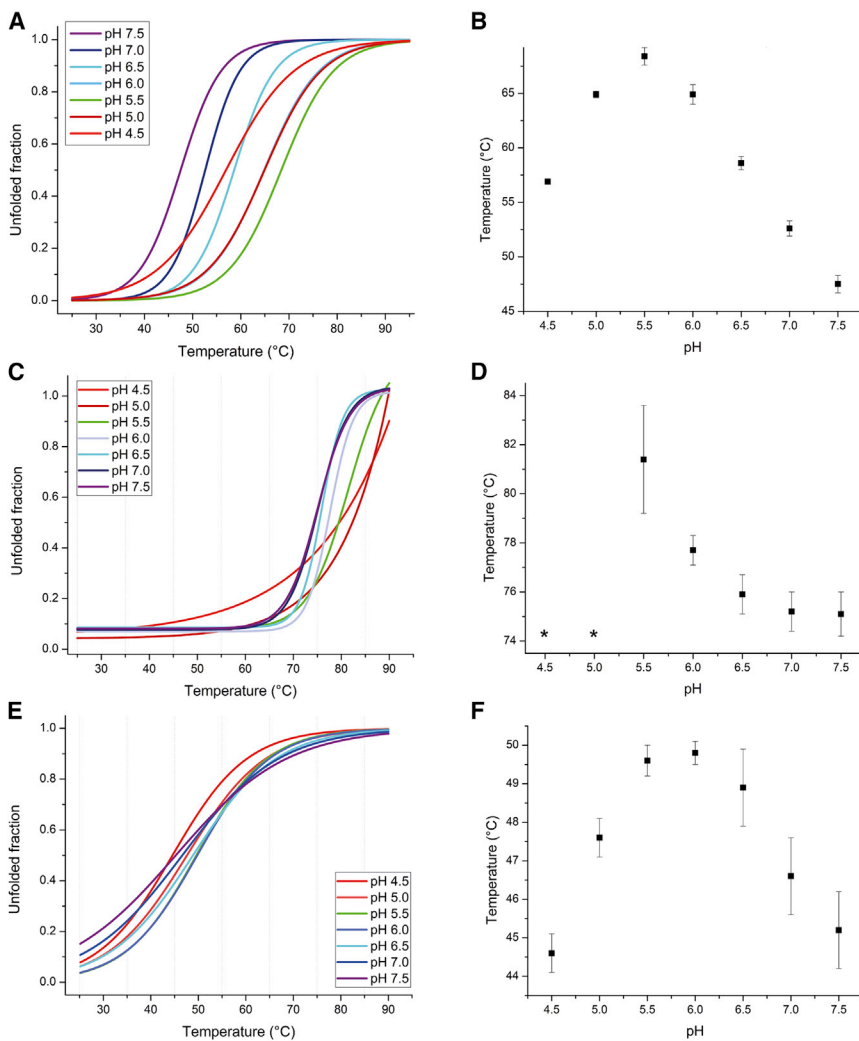 A
pH 7.5
pH 7.0
pH 6.5
pH 6.0
pH 5.5
pH 5.0
pH 4.5
Unfolded fraction
1.0
0.8
0.6
0.4
0.2
0.0
30 40 50 60 70 80 90
Temperature (°C)
B
Temperature (°C)
65
60
55
50
45
4.5 5.0 5.5 6.0 6.5 7.0 7.5
pH
C
pH 4.5
pH 5.0
pH 5.5
pH 6.0
pH 6.5
pH 7.0
pH 7.5
Unfolded fraction
1.0
0.8
0.6
0.4
0.2
0.0
30 40 50 60 70 80 90
Temperature (°C)
D
Temperature (°C)
84
82
80
78
76
74
* *
4.5 5.0 5.5 6.0 6.5 7.0 7.5
pH
E
Unfolded fraction
1.0
0.8
0.6
0.4
0.2
0.0
pH 4.5
pH 5.0
pH 5.5
pH 6.0
pH 6.5
pH 7.0
pH 7.5
30 40 50 60 70 80 90
Temperature (°C)
F
Temperature (°C)
50
49
48
47
46
45
44
4.5 5.0 5.5 6.0 6.5 7.0 7.5
pH